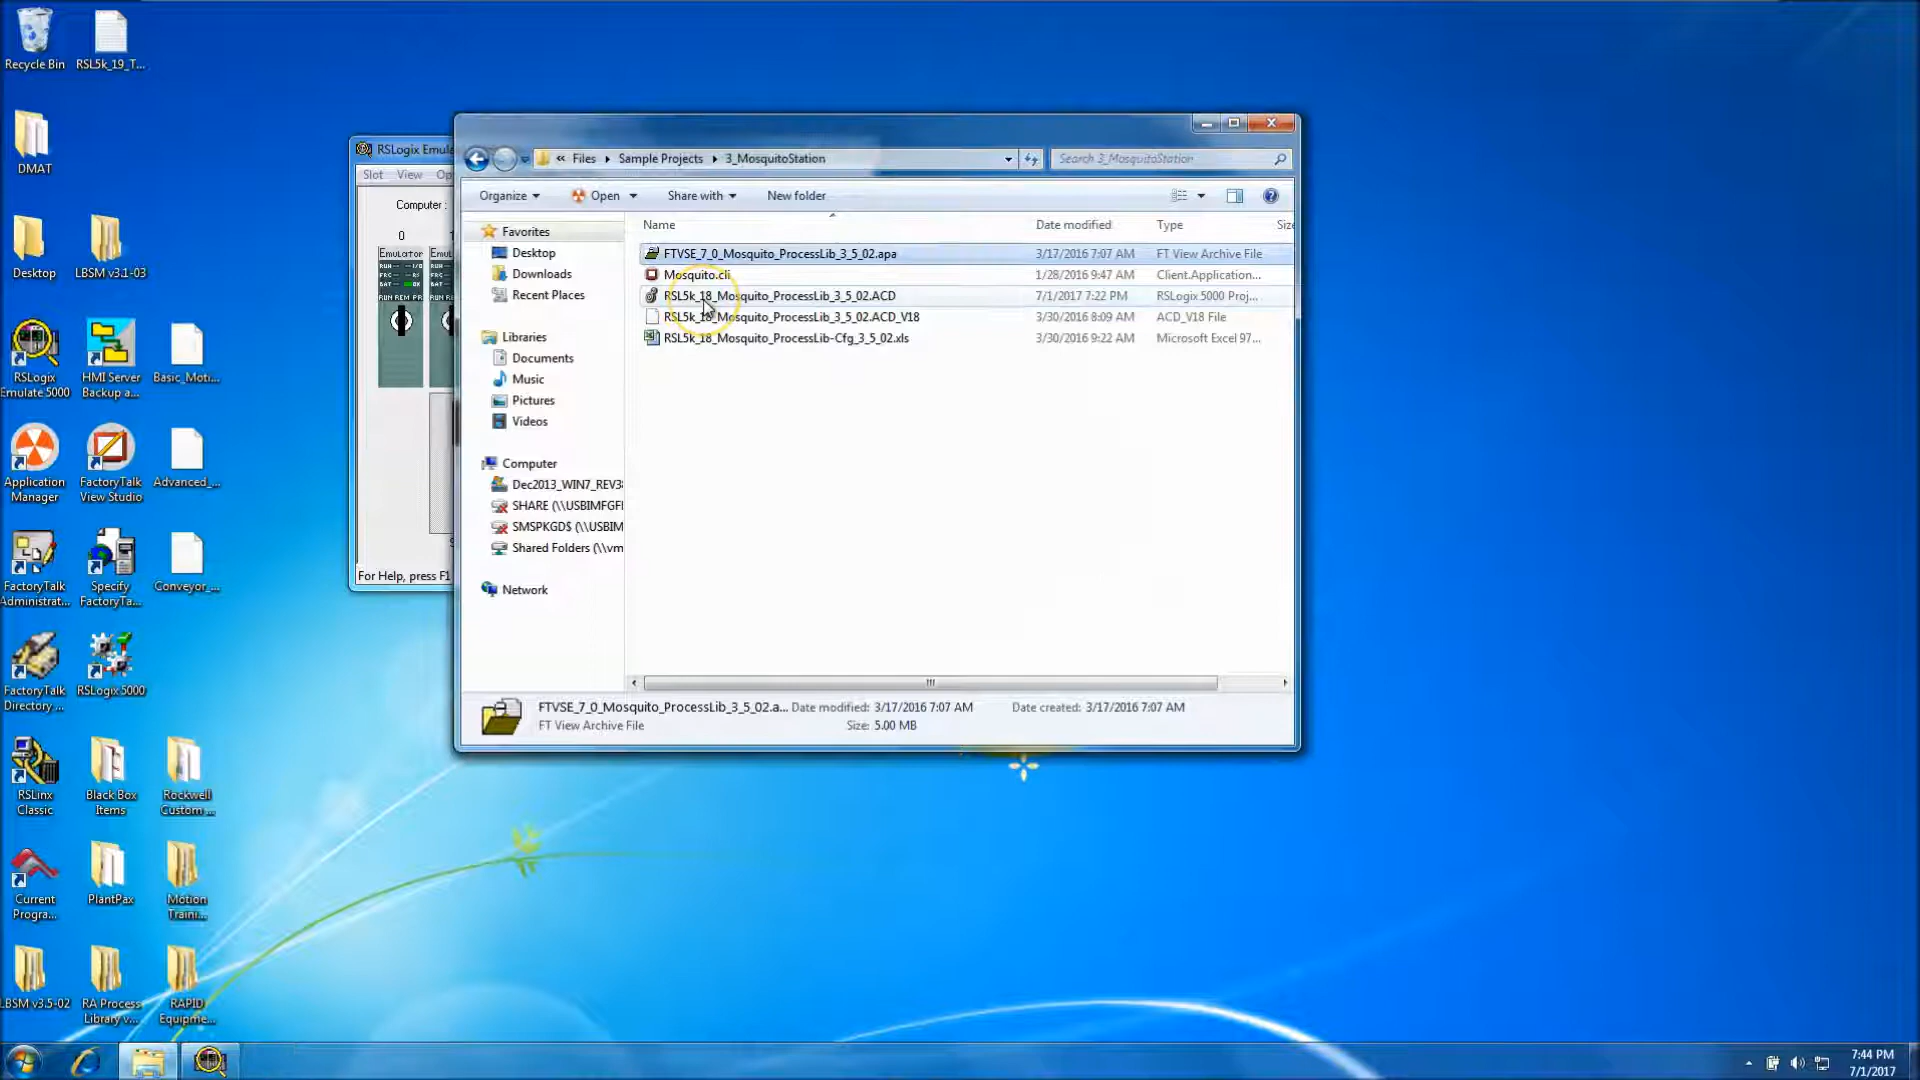 Recycle Bin
RSL5k_19_T...
DMAT
Desktop
LBSM v3.1-03
RSLogix
Emulate 5000
HMI Server
Backup a...
Basic_Moti...
Application
Manager
FactoryTalk
View Studio
Advanced_...
FactoryTalk
Administrat...
Specify
FactoryTa...
Conveyor_...
FactoryTalk
Directory ...
RSLogix 5000
RSLinx
Classic
Black Box
Items
Rockwell
Custom ...
Current
Progra...
PlantPax
Motion
Traini...
LBSM v3.5-02
RA Process
Library v...
RAPID
Equipme...
RSLogix Emula
Slot
View
Op
Computer :
0
1
Emulator
Emula
For Help, press F1
«
Files
Sample Projects
3_MosquitoStation
Search 3_MosquitoStation
Organize
Open
Share with
New folder
Favorites
Desktop
Downloads
Recent Places
Libraries
Documents
Music
Pictures
Videos
Computer
Dec2013_WIN7_REV3
SHARE (\\USBIMFGF
SMSPKGD$ (\\USBIM
Shared Folders (\\vm
Network
Name
Date modified
Type
Size
FTVSE_7_0_Mosquito_ProcessLib_3_5_02.apa
3/17/2016 7:07 AM
FT View Archive File
Mosquito.cli
1/28/2016 9:47 AM
Client.Application...
RSL5k_18_Mosquito_ProcessLib_3_5_02.ACD
7/1/2017 7:22 PM
RSLogix 5000 Proj...
RSL5k_18_Mosquito_ProcessLib_3_5_02.ACD_V18
3/30/2016 8:09 AM
ACD_V18 File
RSL5k_18_Mosquito_ProcessLib-Cfg_3_5_02.xls
3/30/2016 9:22 AM
Microsoft Excel 97...
FTVSE_7_0_Mosquito_ProcessLib_3_5_02.a...
Date modified: 3/17/2016 7:07 AM
Date created: 3/17/2016 7:07 AM
FT View Archive File
Size: 5.00 MB
7:44 PM
7/1/2017